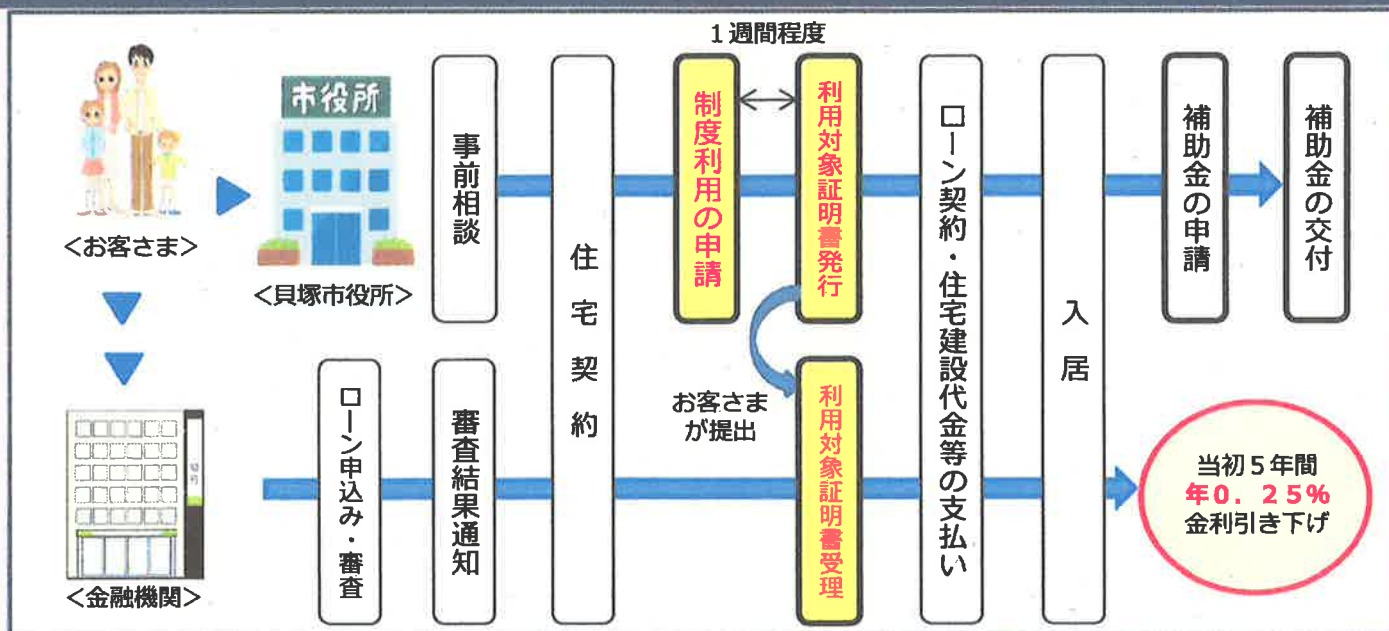 1週間程度
市役所
<お客さま>
<貝塚市役所>
事前相談
住宅契約
制度利用の申請
利用対象証明書発行
ローン契約・住宅建設代金等の支払い
入居
補助金の申請
補助金の交付
<金融機関>
ローン申込み・審査
審査結果通知
お客さま
が提出
利用対象証明書受理
当初5年間
年0.25%
金利引き下げ